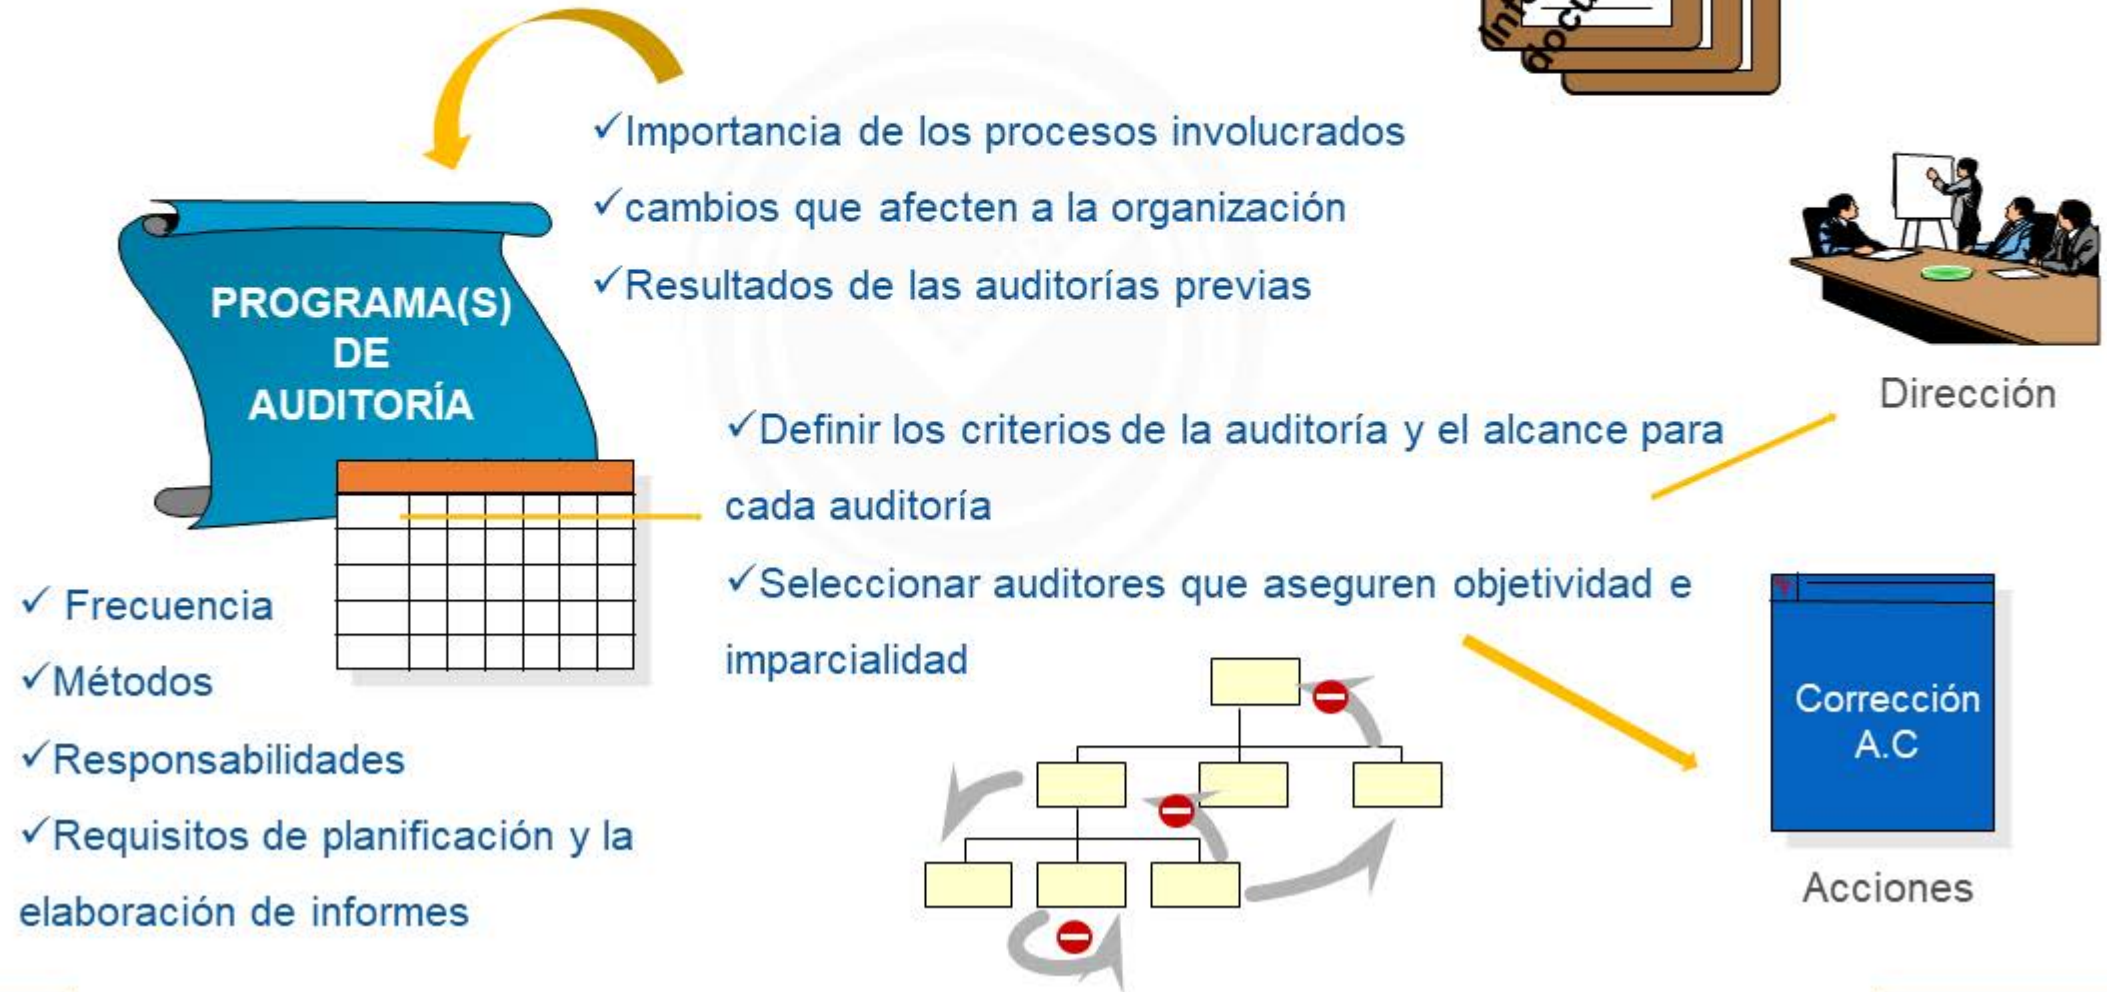 ✓Importancia de los procesos involucrados
✓cambios que afecten a la organización
✓Resultados de las auditorías previas
PROGRAMA(S)
DE
AUDITORÍA
Dirección
✓Definir los criterios de la auditoría y el alcance para
cada auditoría
✓Seleccionar auditores que aseguren objetividad e
imparcialidad
✓ Frecuencia
✓Métodos
✓Responsabilidades
✓Requisitos de planificación y la
elaboración de informes
Corrección
A.C
Acciones